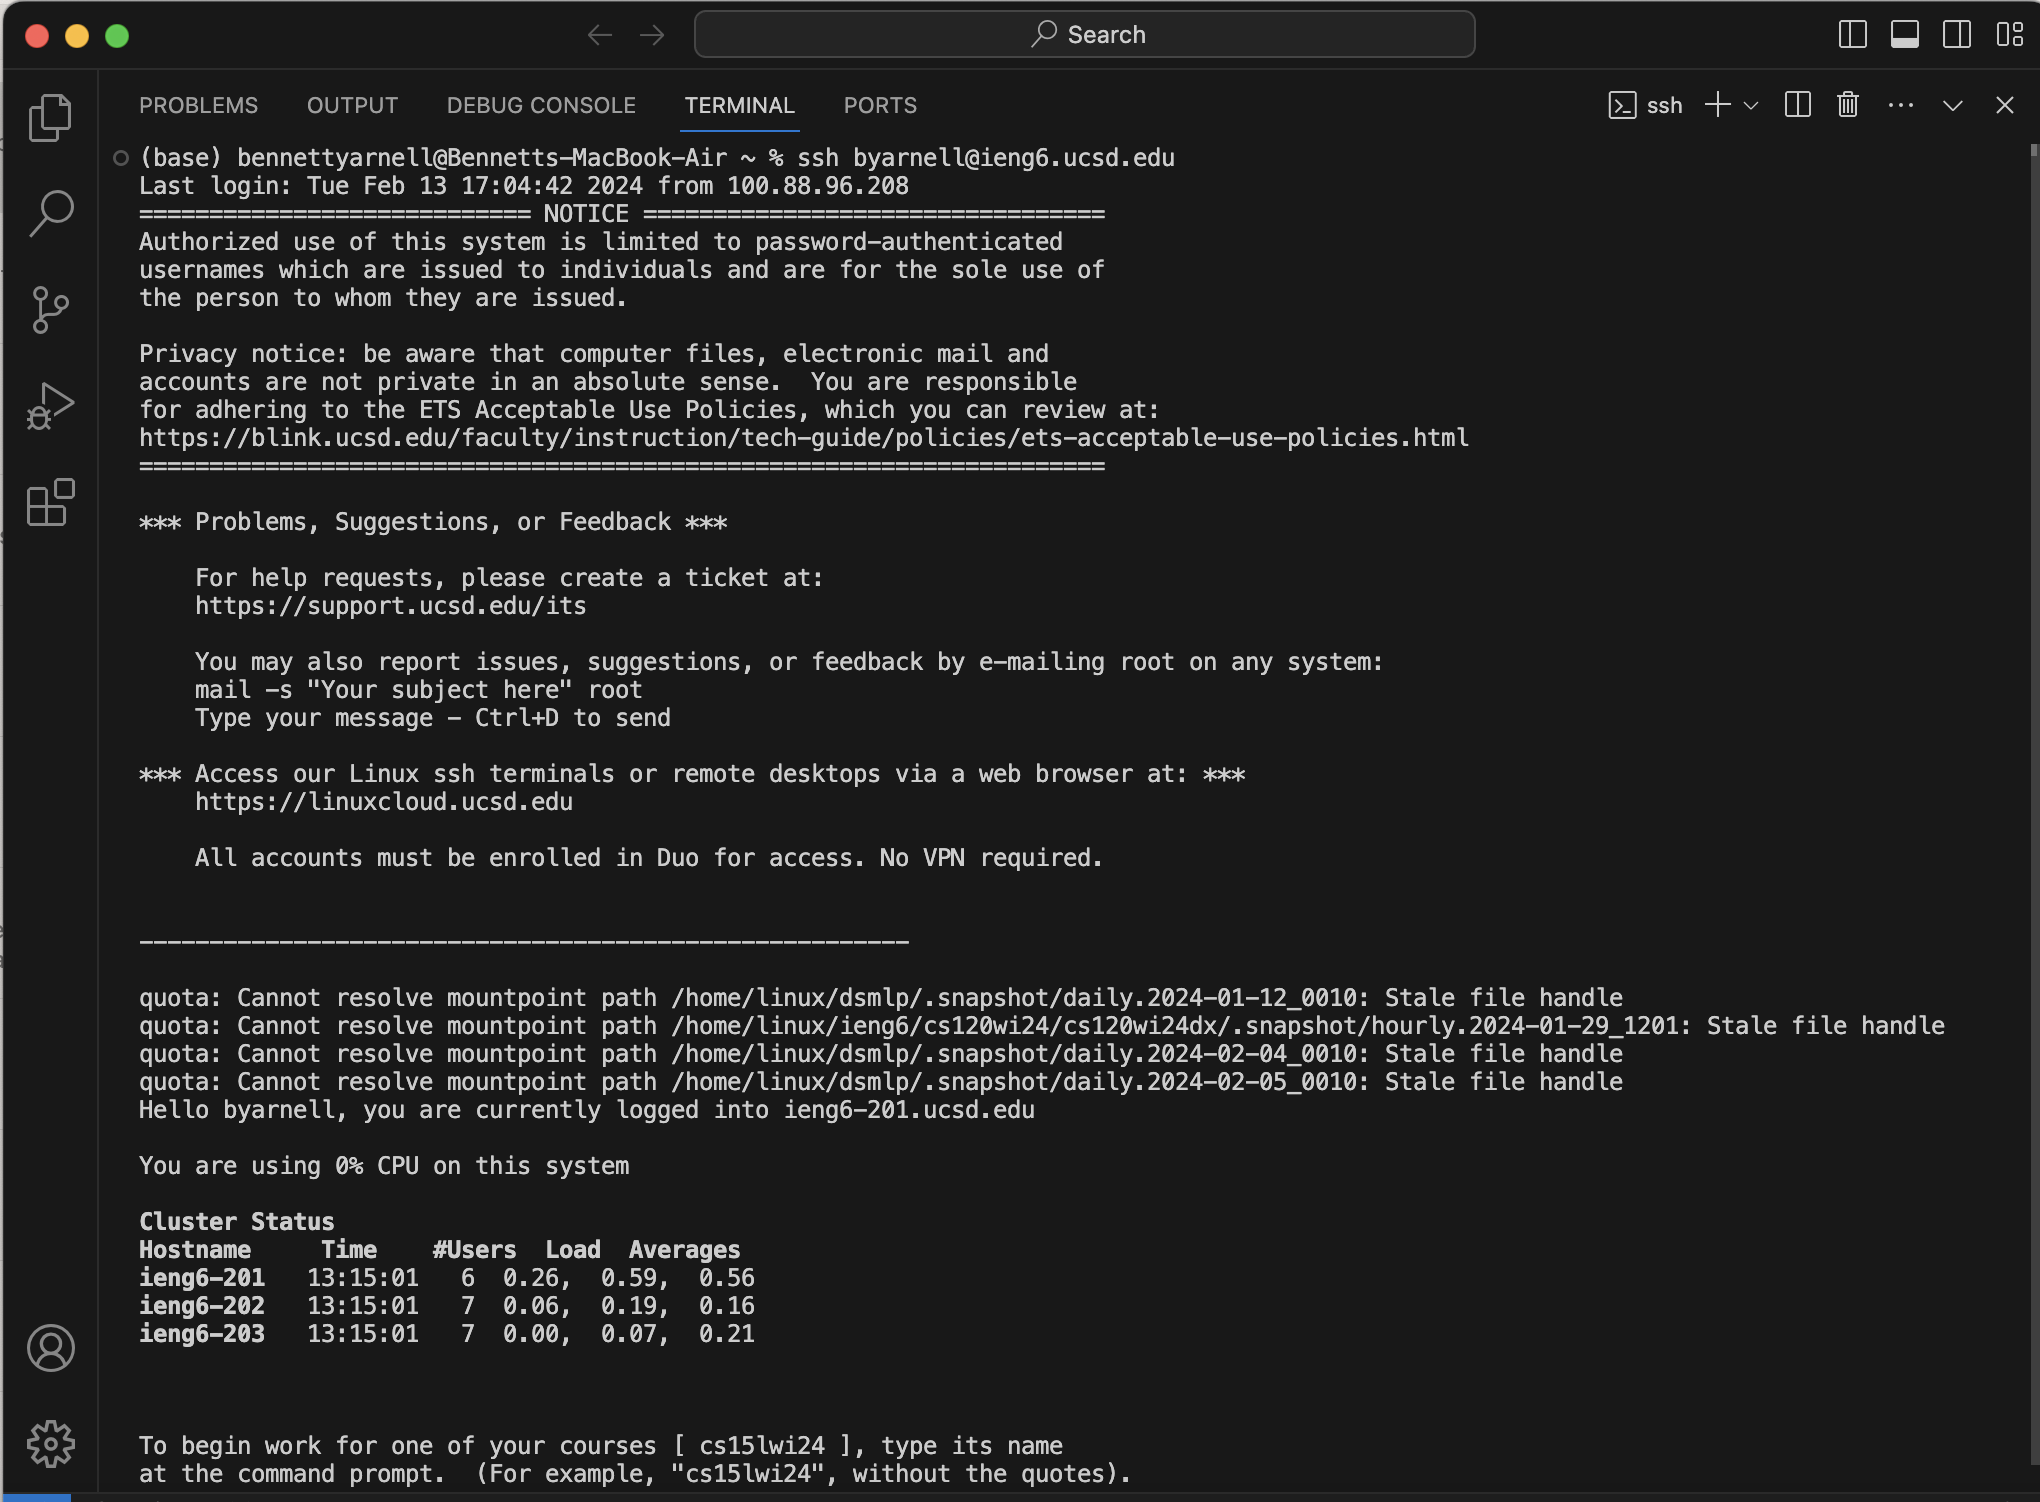 Search
PROBLEMS OUTPUT DEBUG CONSOLE TERMINAL PORTS ssh
(base) bennettyarnell@Bennetts-MacBook-Air ~ % ssh byarnell@ieng6.ucsd.edu
Last login: Tue Feb 13 17:04:42 2024 from 100.88.96.208
============================ NOTICE =================================
Authorized use of this system is limited to password-authenticated
usernames which are issued to individuals and are for the sole use of
the person to whom they are issued.
Privacy notice: be aware that computer files, electronic mail and
accounts are not private in an absolute sense.  You are responsible
for adhering to the ETS Acceptable Use Policies, which you can review at:
https://blink.ucsd.edu/faculty/instruction/tech-guide/policies/ets-acceptable-use-policies.html
=====================================================================
*** Problems, Suggestions, or Feedback ***
For help requests, please create a ticket at:
https://support.ucsd.edu/its
You may also report issues, suggestions, or feedback by e-mailing root on any system:
mail -s "Your subject here" root
Type your message - Ctrl+D to send
*** Access our Linux ssh terminals or remote desktops via a web browser at: ***
https://linuxcloud.ucsd.edu
All accounts must be enrolled in Duo for access. No VPN required.
-------------------------------------------------------
quota: Cannot resolve mountpoint path /home/linux/dsmlp/.snapshot/daily.2024-01-12_0010: Stale file handle
quota: Cannot resolve mountpoint path /home/linux/ieng6/cs120wi24/cs120wi24dx/.snapshot/hourly.2024-01-29_1201: Stale file handle
quota: Cannot resolve mountpoint path /home/linux/dsmlp/.snapshot/daily.2024-02-04_0010: Stale file handle
quota: Cannot resolve mountpoint path /home/linux/dsmlp/.snapshot/daily.2024-02-05_0010: Stale file handle
Hello byarnell, you are currently logged into ieng6-201.ucsd.edu
You are using 0% CPU on this system
Cluster Status
Hostname     Time    #Users  Load  Averages
ieng6-201   13:15:01   6  0.26,  0.59,  0.56
ieng6-202   13:15:01   7  0.06,  0.19,  0.16
ieng6-203   13:15:01   7  0.00,  0.07,  0.21
To begin work for one of your courses [ cs15lwi24 ], type its name
at the command prompt.  (For example, "cs15lwi24", without the quotes).